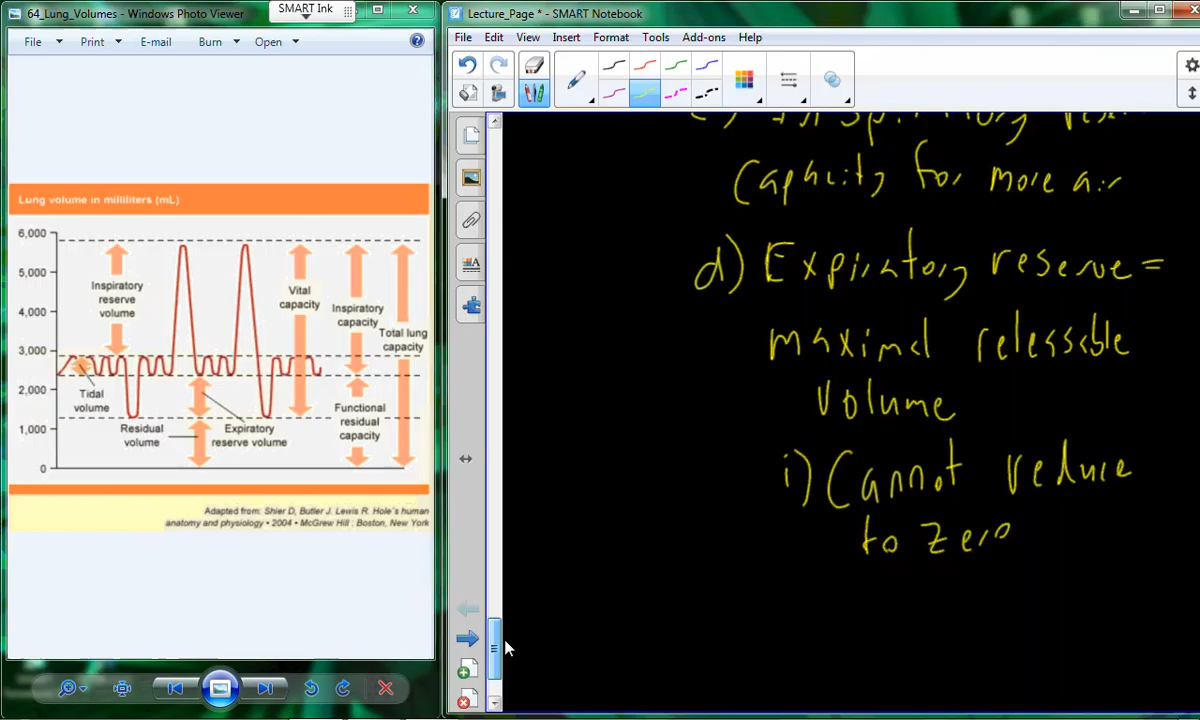 64_Lung_Volumes - Windows Photo Viewer
SMART Ink
File Print E-mail Burn Open
Lung volume in milliliters (mL)
6,000
5,000
4,000
3,000
2,000
1,000
0
Inspiratory
reserve
volume
Vital
capacity
Inspiratory
capacity
Total lung
capacity
Tidal
volume
Residual
volume
Expiratory
reserve volume
Functional
residual
capacity
Adapted from: Shier D, Butler J. Lewis R. Hole's human
anatomy and physiology • 2004 • McGrew Hill : Boston, New York
Lecture_Page * - SMART Notebook
File Edit View Insert Format Tools Add-ons Help
capacity for more air
d) Expiratory reserve =
maximal releasable
volume
i) Cannot reduce
to zero